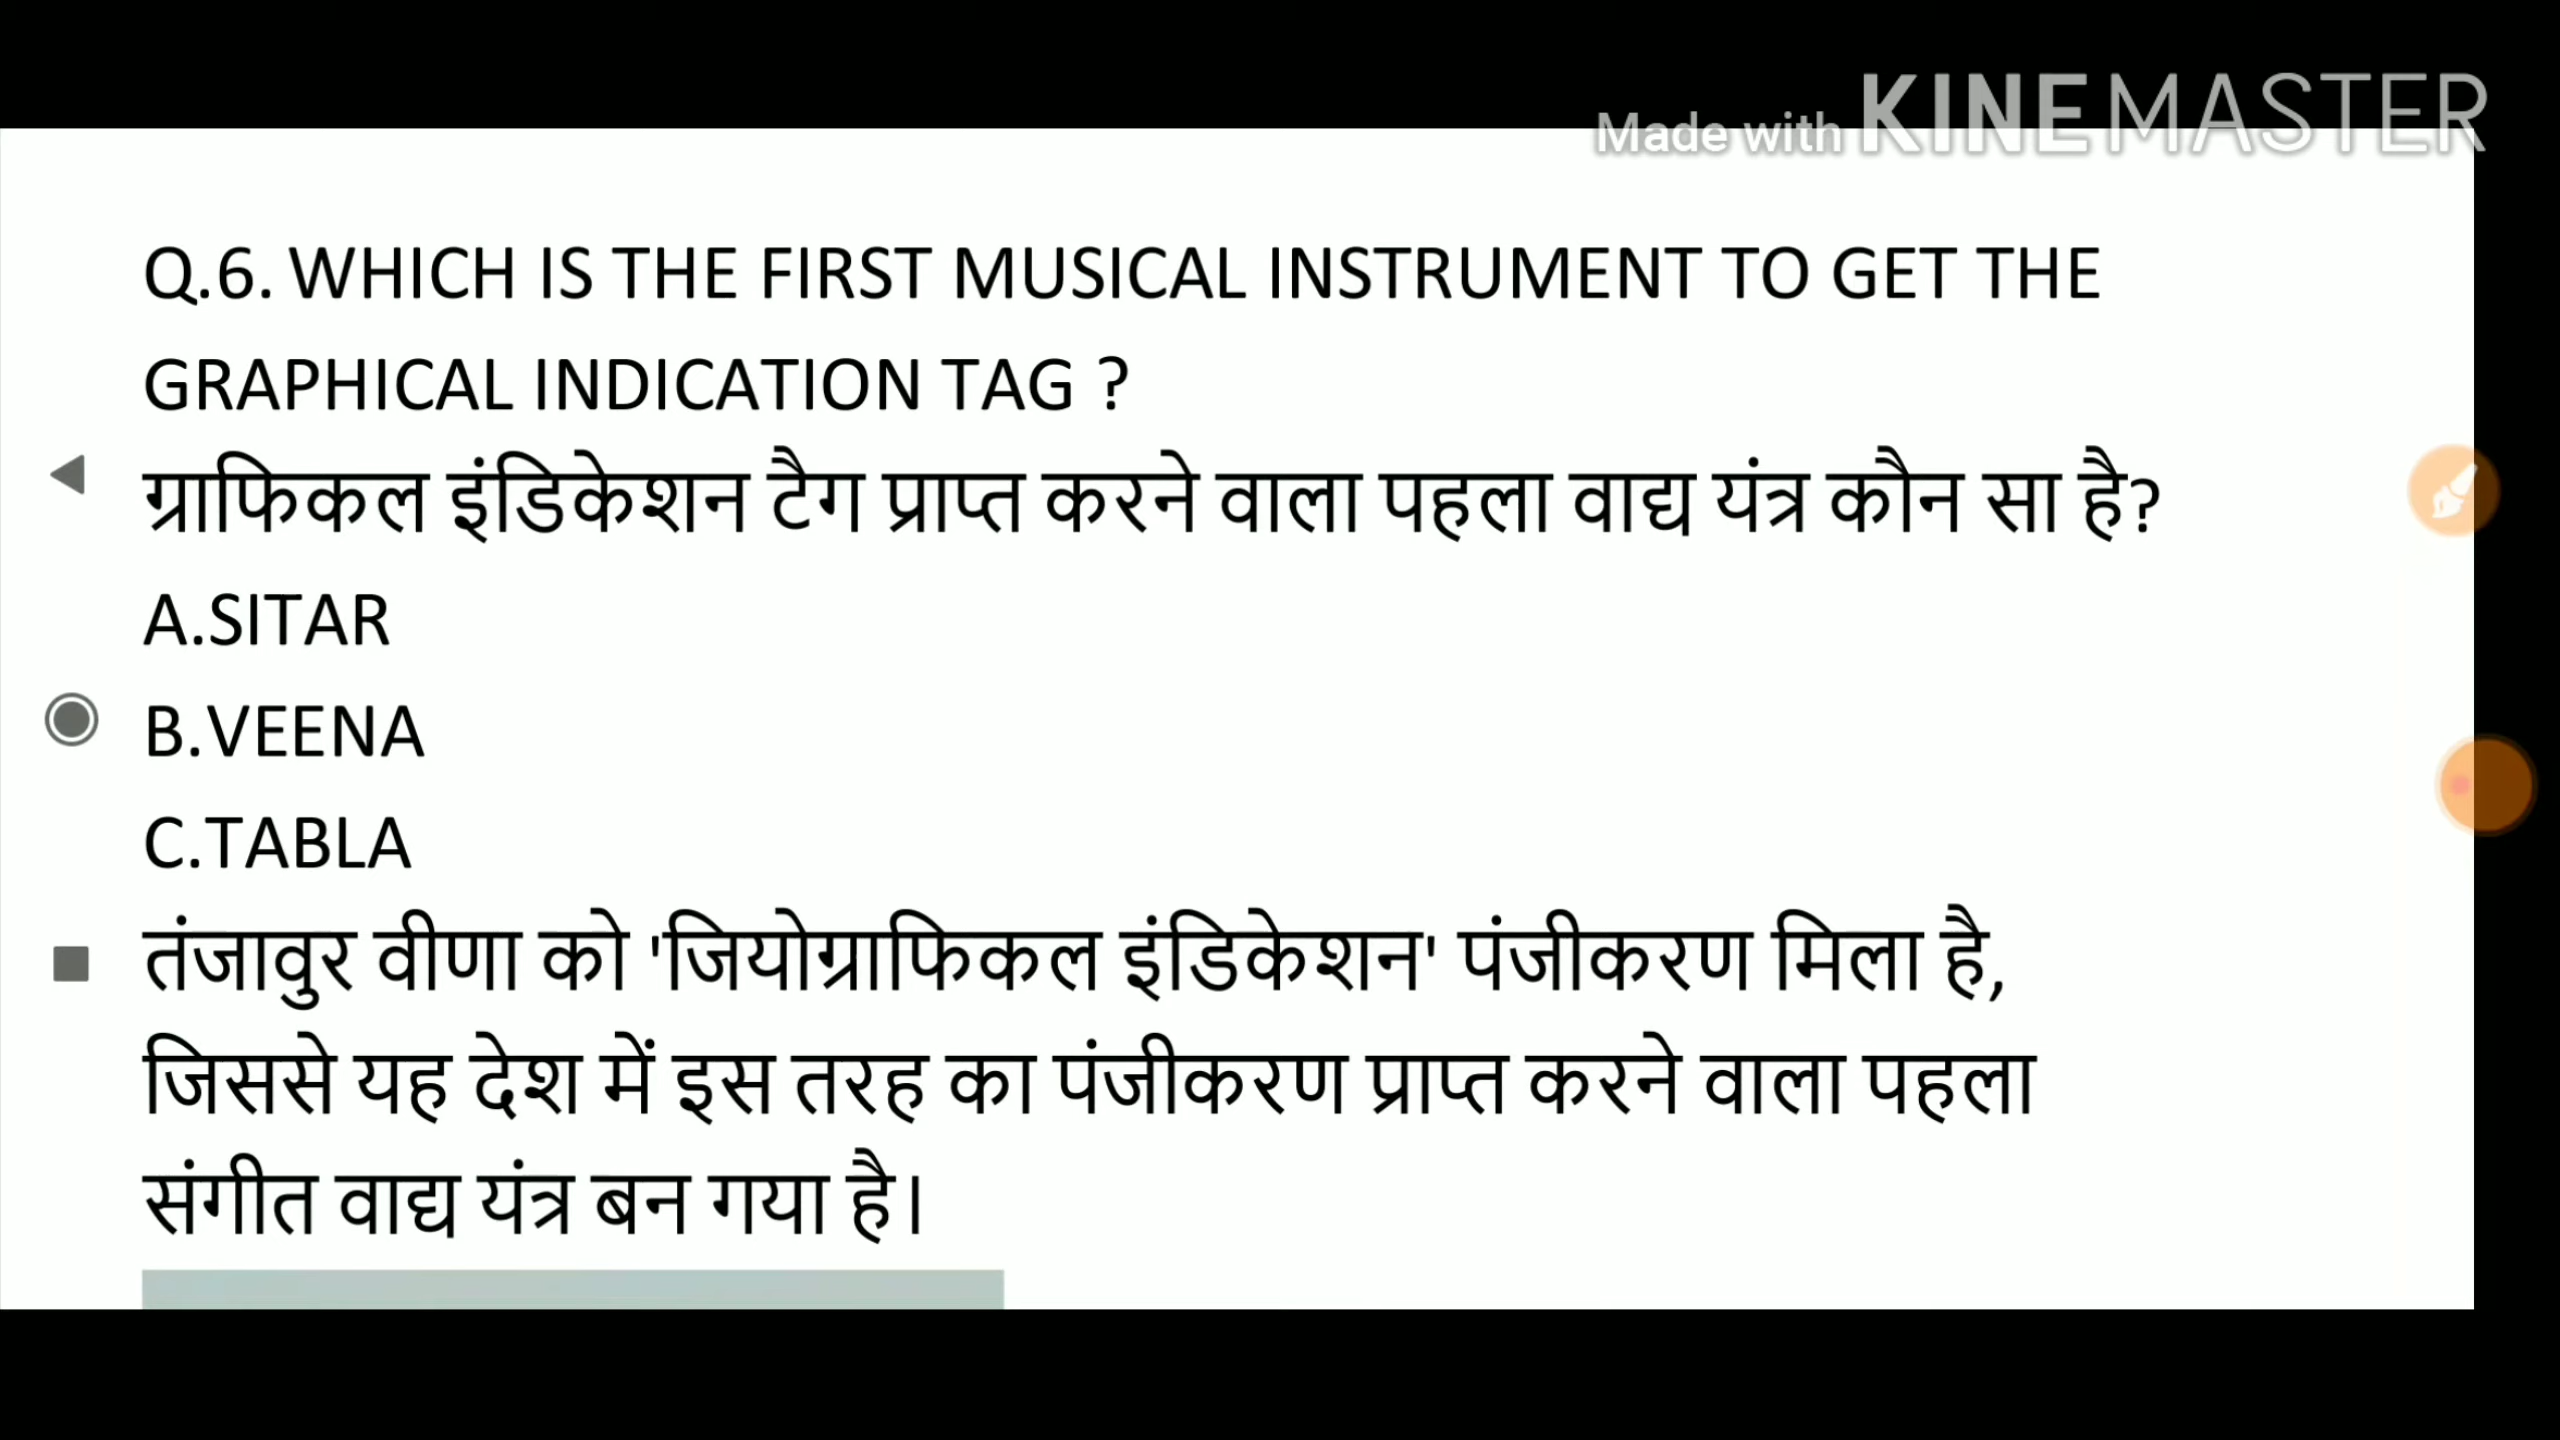 Made with KINEMASTER
Q.6. WHICH IS THE FIRST MUSICAL INSTRUMENT TO GET THE
GRAPHICAL INDICATION TAG ?
ग्राफिकल इंडिकेशन टैग प्राप्त करने वाला पहला वाद्य यंत्र कौन सा है?
A.SITAR
B.VEENA
C.TABLA
तंजावुर वीणा को 'जियोग्राफिकल इंडिकेशन' पंजीकरण मिला है,
जिससे यह देश में इस तरह का पंजीकरण प्राप्त करने वाला पहला
संगीत वाद्य यंत्र बन गया है।